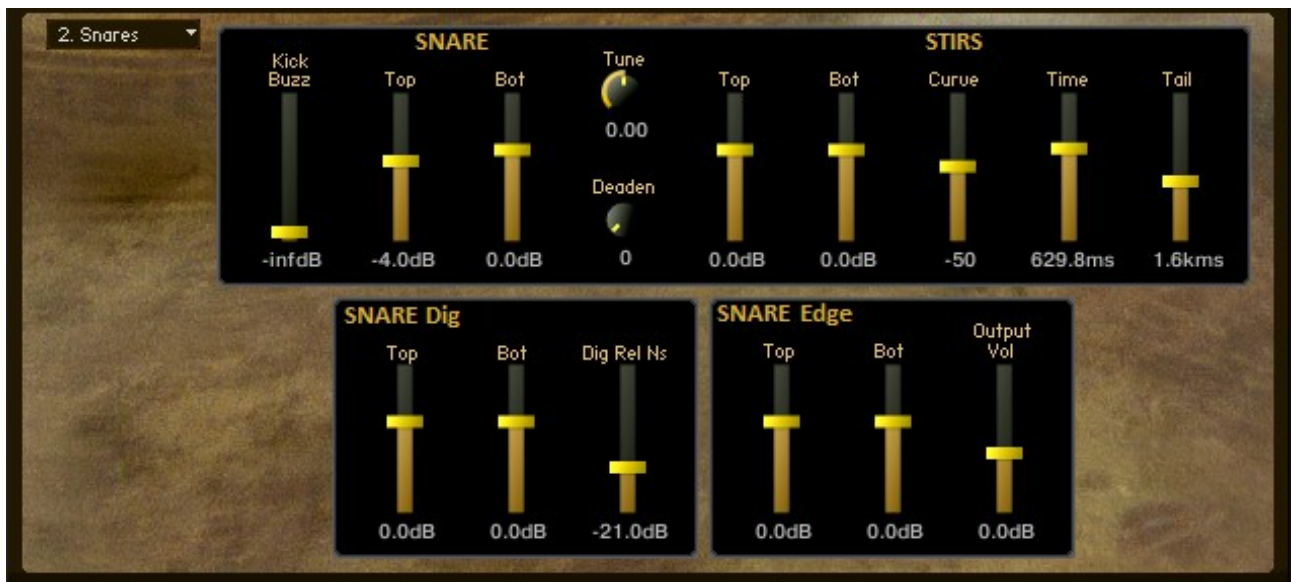 2. Snares
SNARE
STIRS
Kick
Buzz
Top
Bot
Tune
0.00
Deaden
0
Top
Bot
Curve
Time
Tail
-infdB
-4.0dB
0.0dB
0.0dB
0.0dB
-50
629.8ms
1.6kms
SNARE Dig
Top
Bot
Dig Rel Ns
0.0dB
0.0dB
-21.0dB
SNARE Edge
Top
Bot
Output
Vol
0.0dB
0.0dB
0.0dB